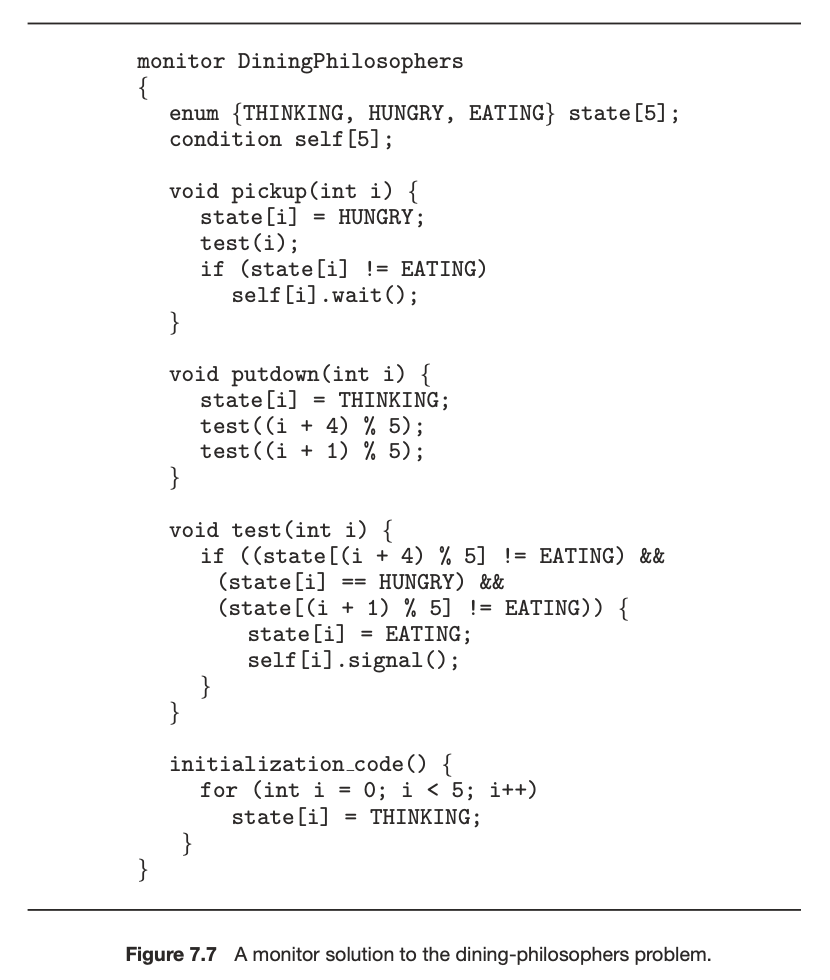 monitor DiningPhilosophers
{
enum {THINKING, HUNGRY, EATING} state[5];
condition self[5];
void pickup(int i) {
state[i] = HUNGRY;
test(i);
if (state[i] != EATING)
self[i].wait();
}
void putdown(int i) {
state[i] = THINKING;
test((i + 4) % 5);
test((i + 1) % 5);
}
void test(int i) {
if ((state[(i + 4) % 5] != EATING) &&
(state[i] == HUNGRY) &&
(state[(i + 1) % 5] != EATING)) {
state[i] = EATING;
self[i].signal();
}
}
initialization_code() {
for (int i = 0; i < 5; i++)
state[i] = THINKING;
}
}
Figure 7.7 A monitor solution to the dining-philosophers problem.